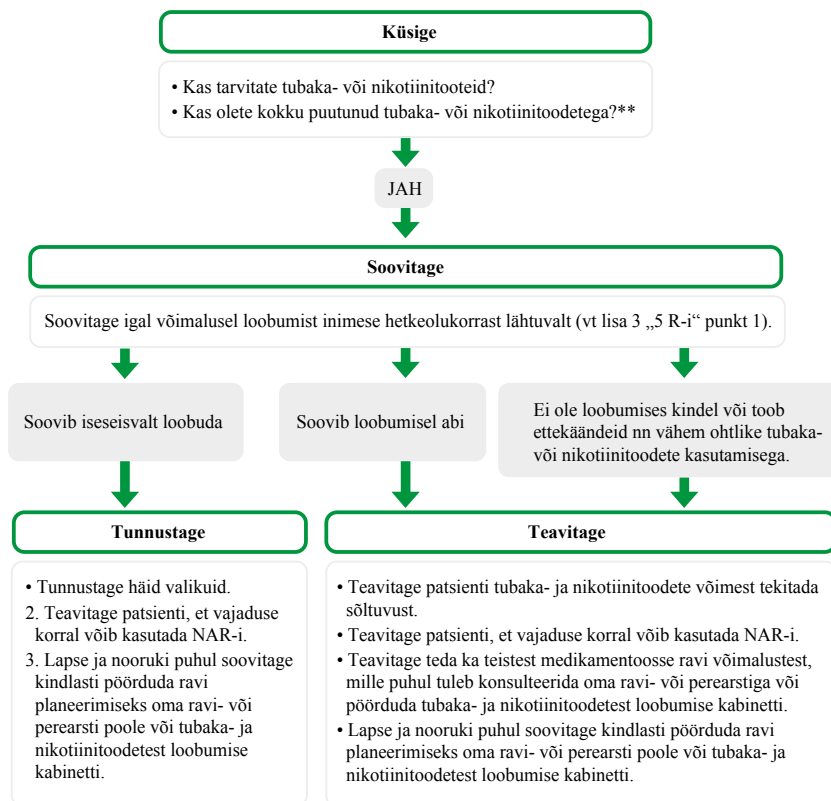 Küsige
• Kas tarvitate tubaka- või nikotiinitooteid?
• Kas olete kokku puutunud tubaka- või nikotiinitoodetega?**
JAH
Soovitage
Soovitage igal võimalusel loobumist inimese hetkeolukorrast lähtuvalt (vt lisa 3 „5 R-i“ punkt 1).
Soovib iseseisvalt loobuda
Soovib loobumisel abi
Ei ole loobumises kindel või toob
ettekäändeid nn vähem ohtlike tubaka-
või nikotiinitoodete kasutamisega.
Tunnustage
• Tunnustage häid valikuid.
2. Teavitage patsienti, et vajaduse
korral võib kasutada NAR-i.
3. Lapse ja nooruki puhul soovitage
kindlasti pöörduda ravi
planeerimiseks oma ravi- või
perearsti poole või tubaka- ja
nikotiinitoodetest loobumise
kabinetti.
Teavitage
• Teavitage patsienti tubaka- ja nikotiinitoodete võimest tekitada
sõltuvust.
• Teavitage patsienti, et vajaduse korral võib kasutada NAR-i.
• Teavitage teda ka teistest medikamentoosse ravi võimalustest,
mille puhul tuleb konsulteerida oma ravi- või perearstiga või
pöörduda tubaka- ja nikotiinitoodetest loobumise kabinetti.
• Lapse ja nooruki puhul soovitage kindlasti pöörduda ravi
planeerimiseks oma ravi- või perearsti poole või tubaka- ja
nikotiinitoodetest loobumise kabinetti.